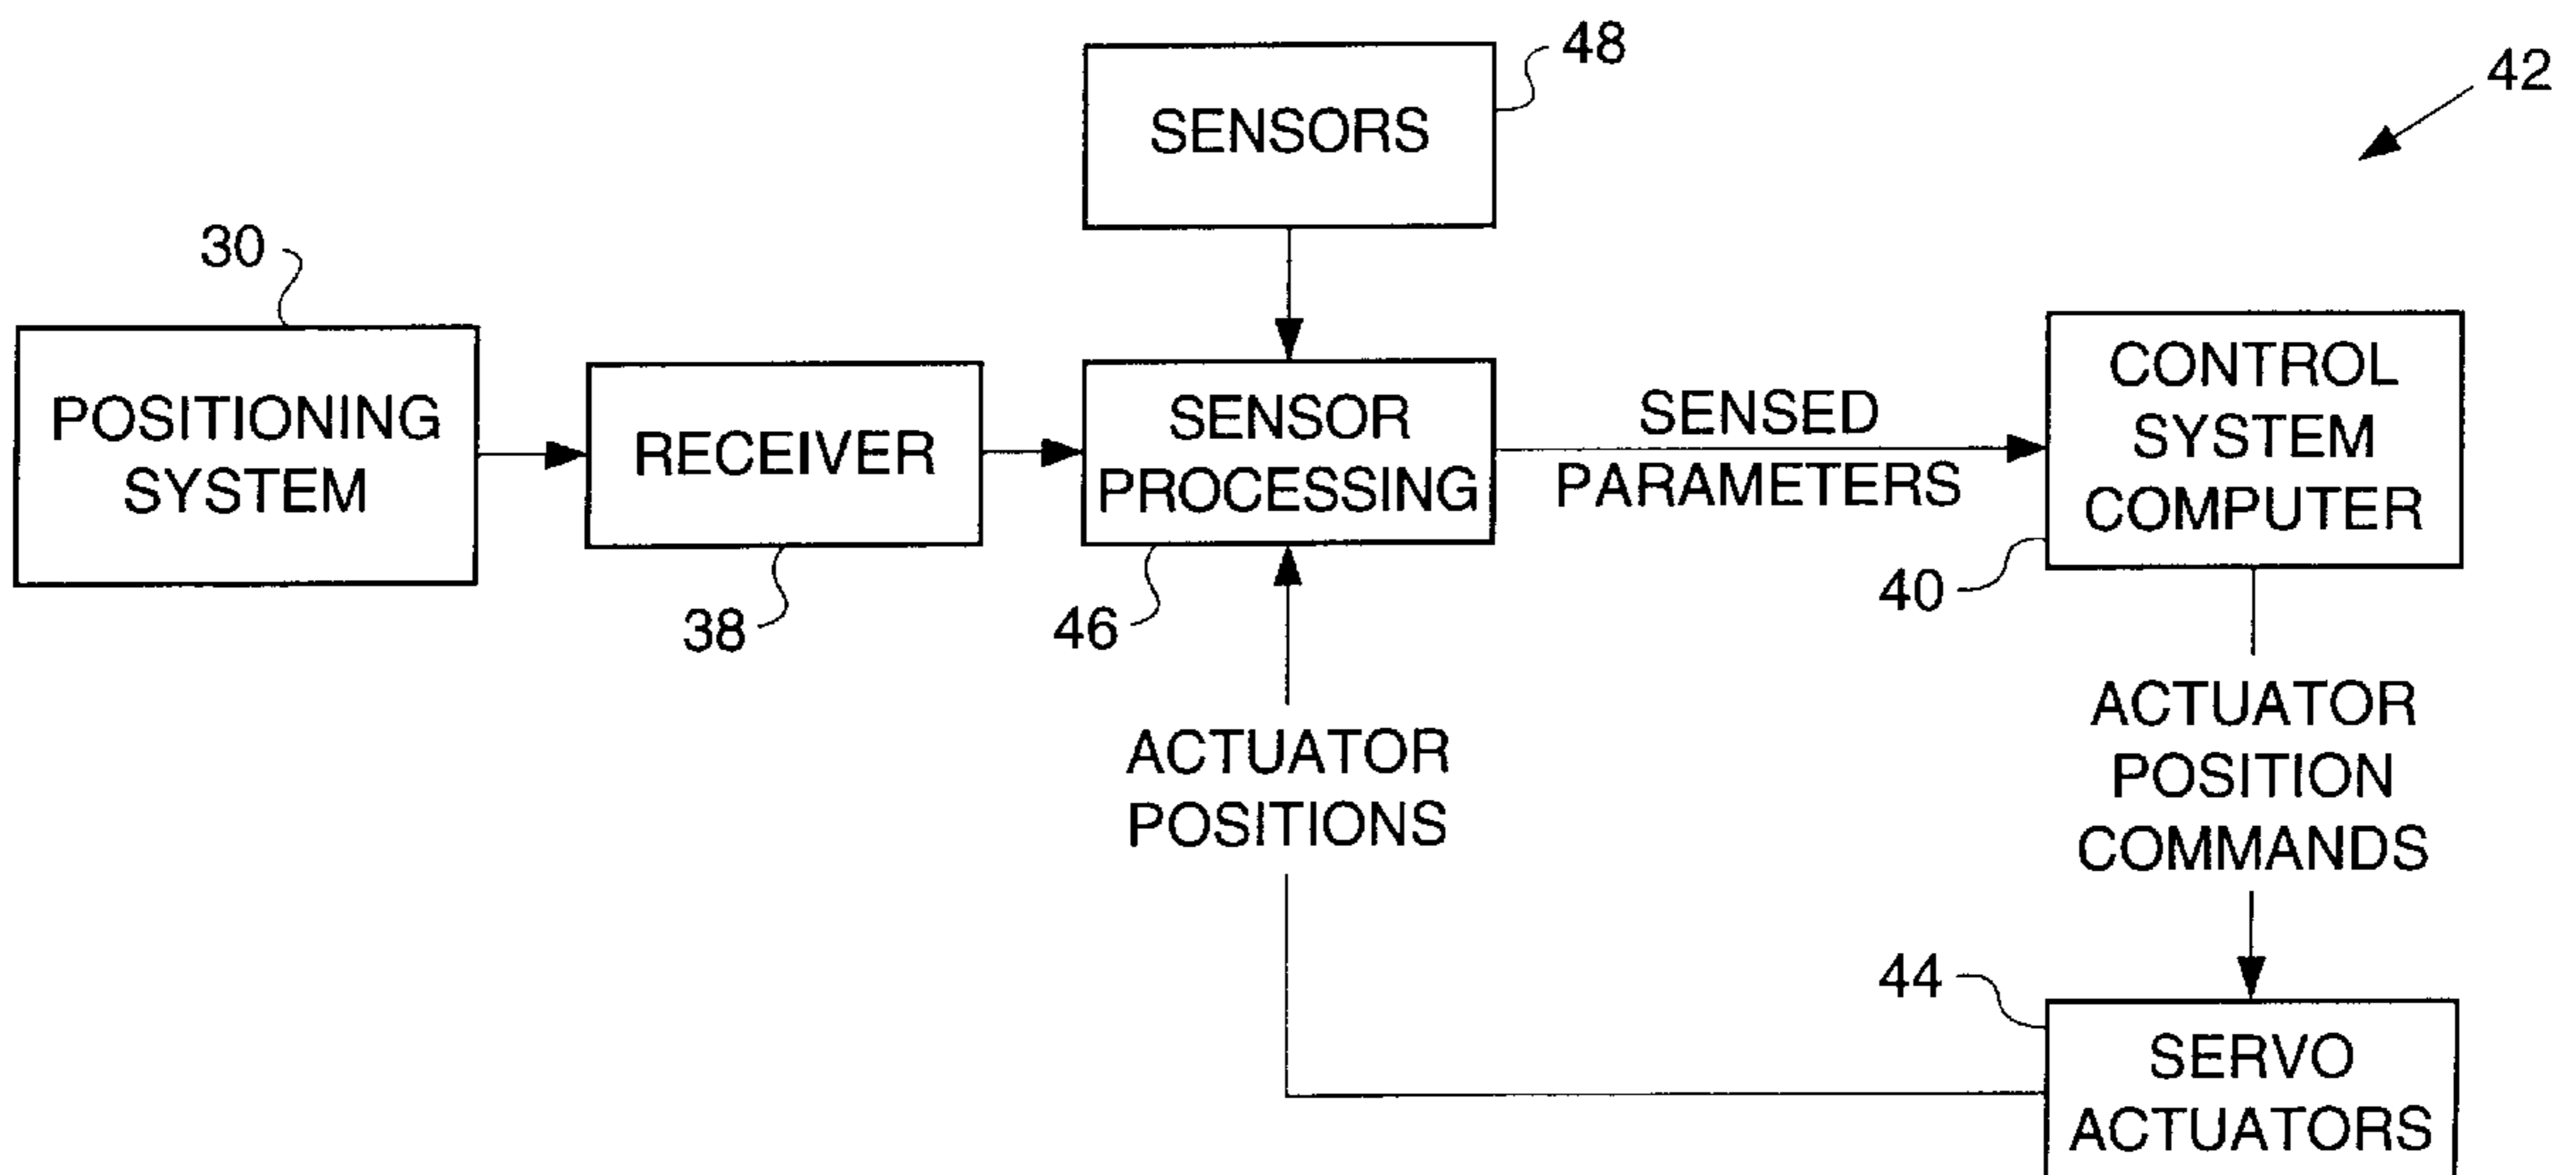 48
SENSORS
42
30
POSITIONING
SYSTEM
RECEIVER
38
SENSOR
PROCESSING
46
SENSED
PARAMETERS
CONTROL
SYSTEM
COMPUTER
40
ACTUATOR
POSITIONS
ACTUATOR
POSITION
COMMANDS
44
SERVO
ACTUATORS